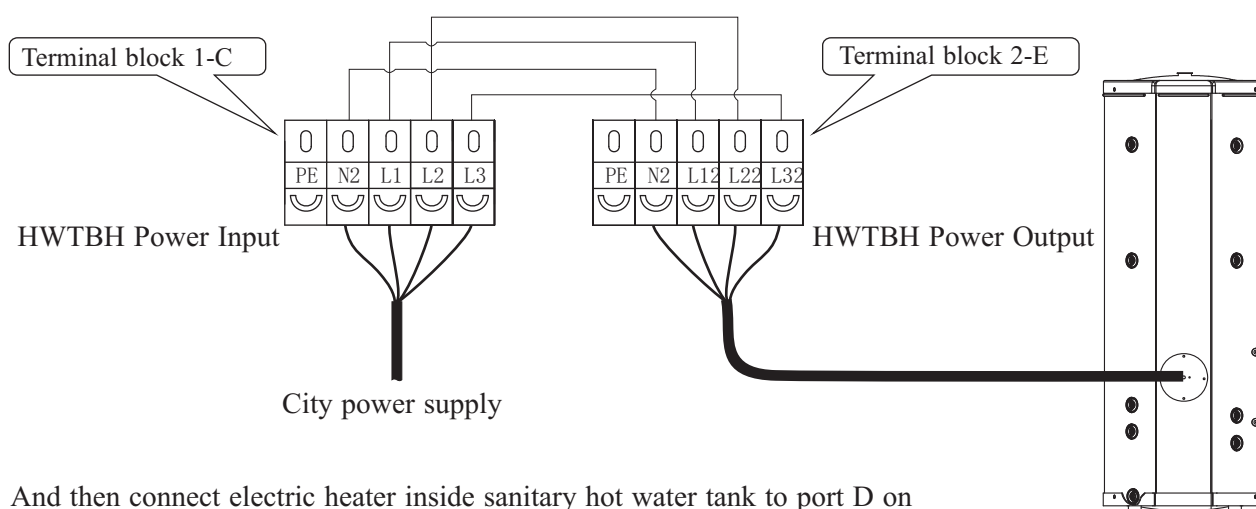 Terminal block 1-C
Terminal block 2-E
PE N2 L1 L2 L3
PE N2 L12 L22 L32
HWTBH Power Input
HWTBH Power Output
City power supply
And then connect electric heater inside sanitary hot water tank to port D on